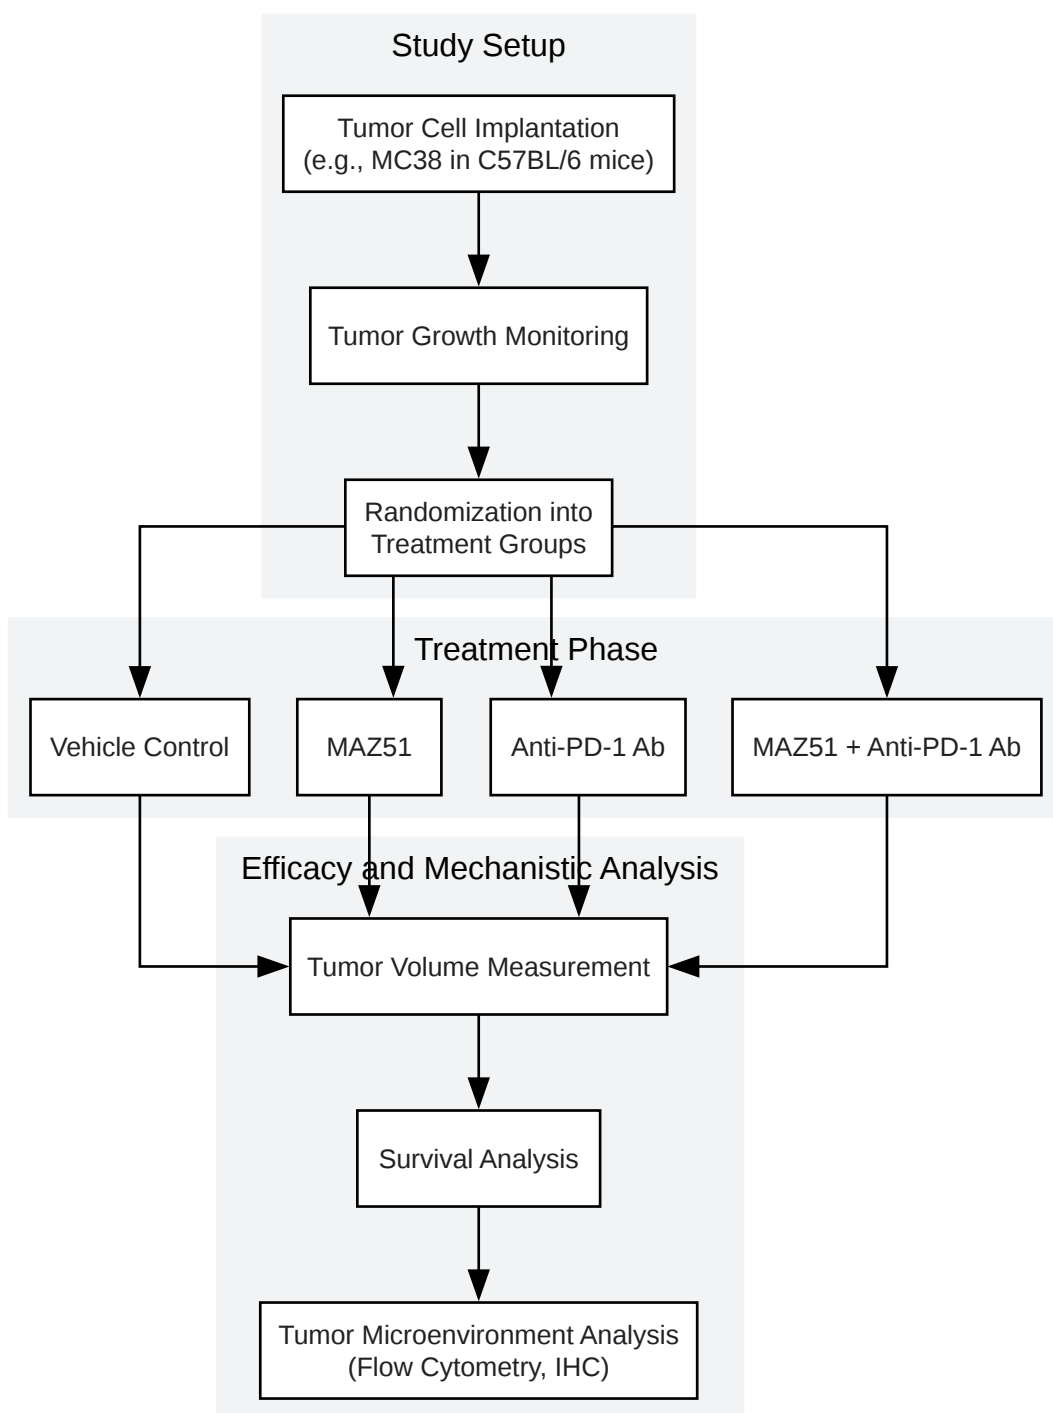 Study Setup
Tumor Cell Implantation
(e.g., MC38 in C57BL/6 mice)
Tumor Growth Monitoring
Randomization into
Treatment Groups
Treatment Phase
Vehicle Control
MAZ51
Anti-PD-1 Ab
MAZ51 + Anti-PD-1 Ab
Efficacy and Mechanistic Analysis
Tumor Volume Measurement
Survival Analysis
Tumor Microenvironment Analysis
(Flow Cytometry, IHC)